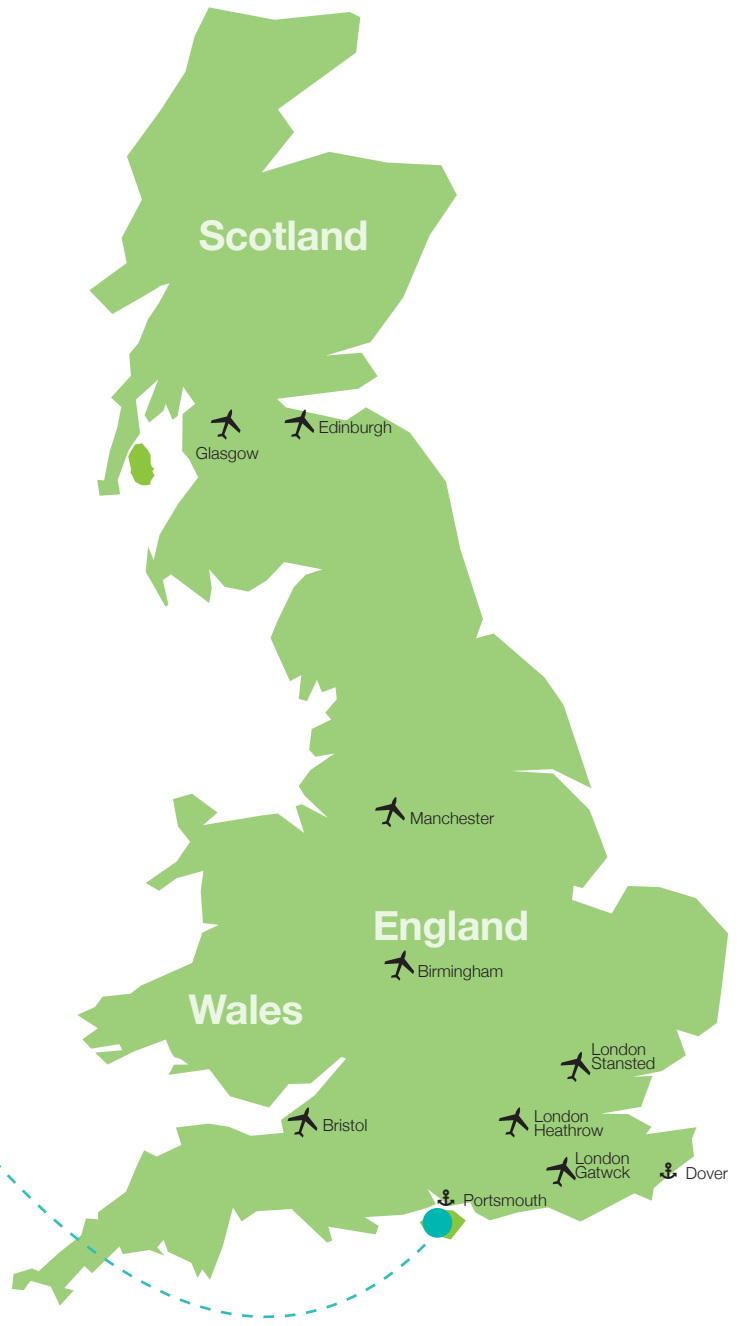 Scotland
Edinburgh
Glasgow
Manchester
England
Birmingham
Wales
London
Stansted
London
Heathrow
Bristol
London
Gatwck
Dover
Portsmouth